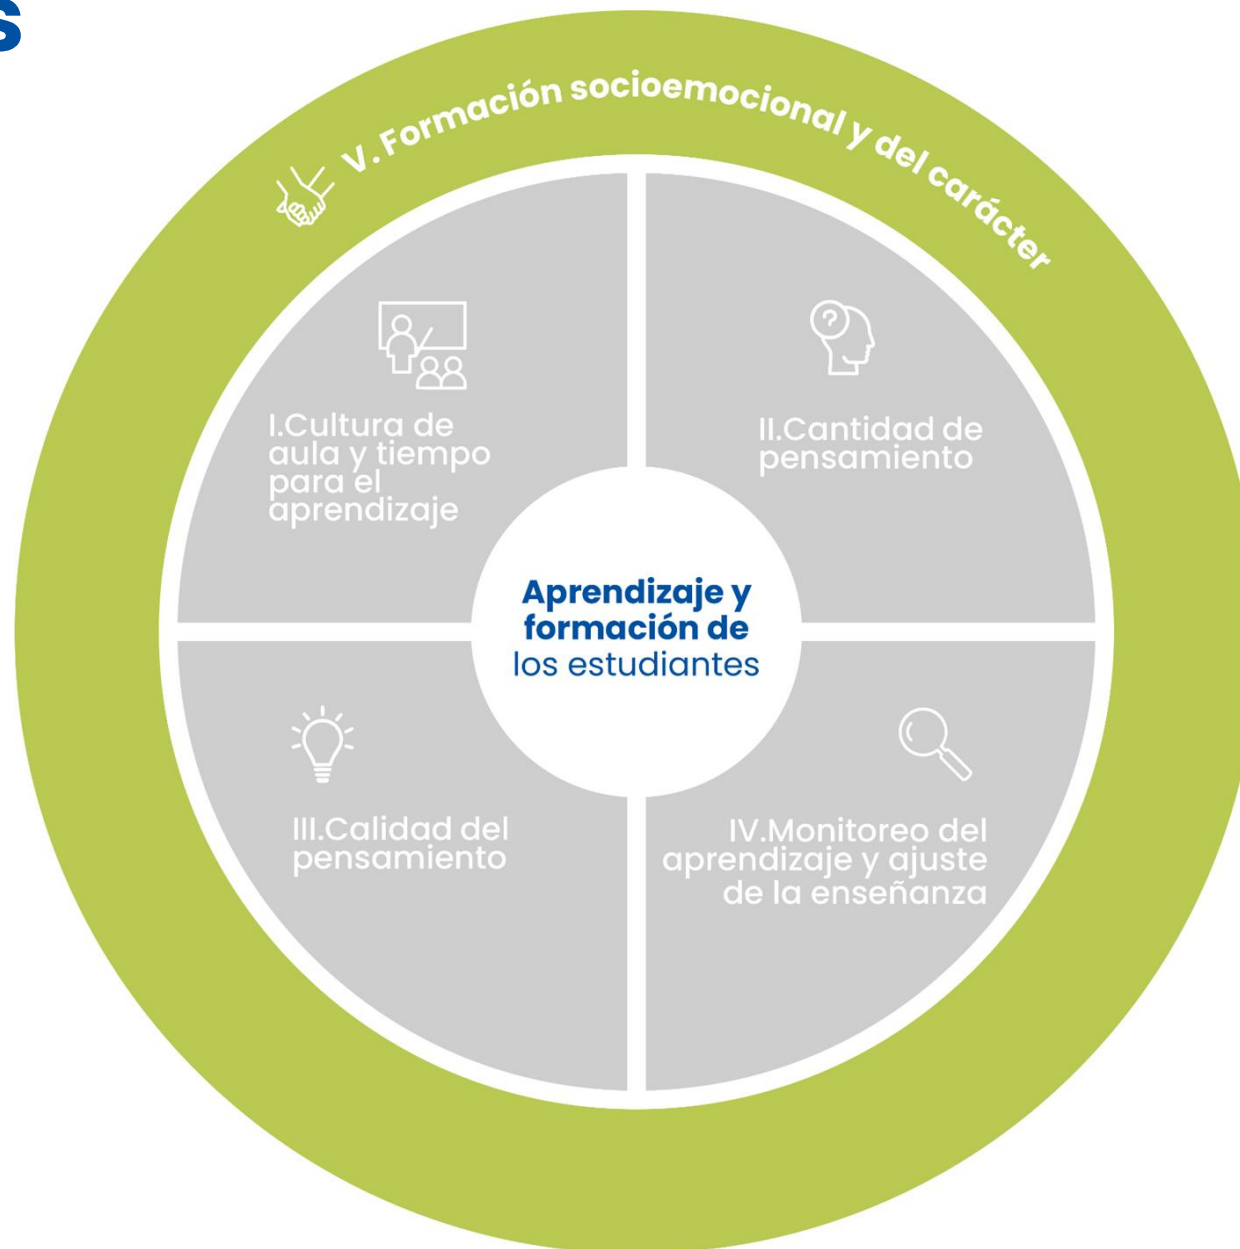 s
V. Formación socioemocional y del carácter
I.Cultura de
aula y tiempo
para el
aprendizaje
II.Cantidad de
pensamiento
Aprendizaje y
formación de
los estudiantes
III.Calidad del
pensamiento
IV.Monitoreo del
aprendizaje y ajuste
de la enseñanza